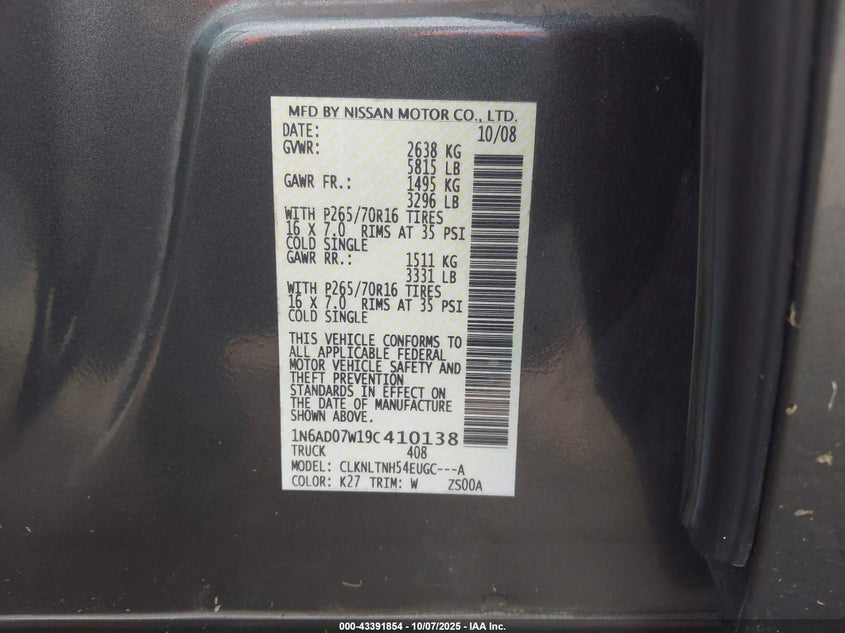 MFD BY NISSAN MOTOR CO., LTD.
DATE: 10/08
GVWR: 2638 KG
5815 LB
GAWR FR.: 1495 KG
3296 LB
WITH P265/70R16 TIRES
16 X 7.0 RIMS AT 35 PSI
COLD SINGLE
GAWR RR.: 1511 KG
3331 LB
WITH P265/70R16 TIRES
16 X 7.0 RIMS AT 35 PSI
COLD SINGLE
THIS VEHICLE CONFORMS TO
ALL APPLICABLE FEDERAL
MOTOR VEHICLE SAFETY AND
THEFT PREVENTION
STANDARDS IN EFFECT ON
THE DATE OF MANUFACTURE
SHOWN ABOVE.
1N6AD07W19C410138
TRUCK 408
MODEL: CLKNLTNH54EUGC---A
COLOR: K27 TRIM: W ZS00A
000-43391854 - 10/07/2025 - IAA Inc.